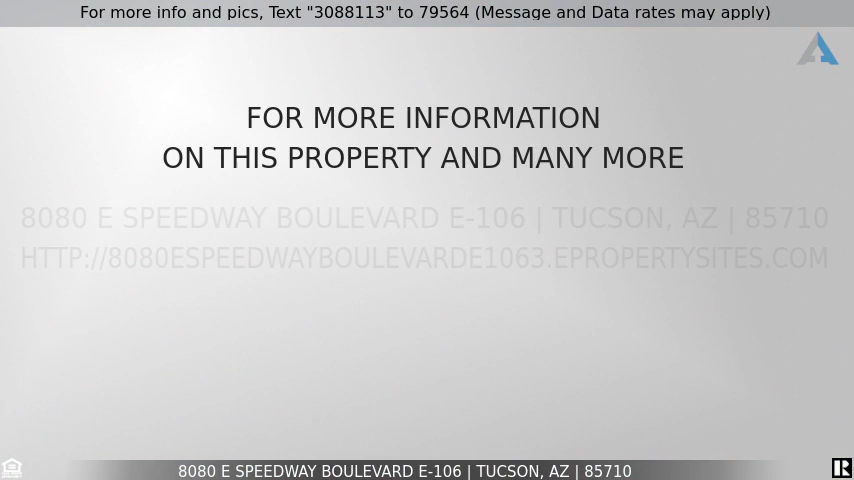 For more info and pics, Text "3088113" to 79564 (Message and Data rates may apply)
FOR MORE INFORMATION
ON THIS PROPERTY AND MANY MORE
8080 E SPEEDWAY BOULEVARD E-106 | TUCSON, AZ | 85710
HTTP://8080ESPEEDWAYBOULEVARDE1063.EPROPERTYSITES.COM
8080 E SPEEDWAY BOULEVARD E-106 | TUCSON, AZ | 85710